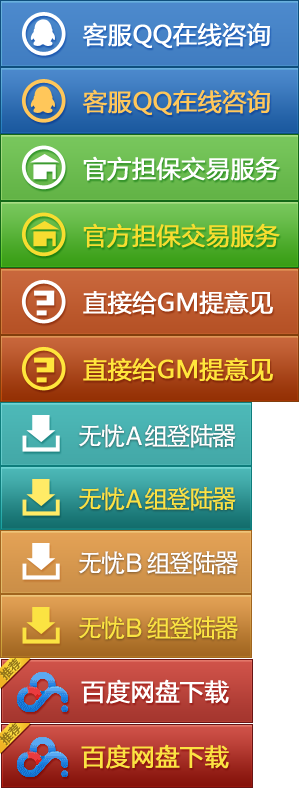 客服QQ在线咨询
客服QQ在线咨询
官方担保交易服务
官方担保交易服务
直接给GM提意见
直接给GM提意见
无忧A组登陆器
无忧A组登陆器
无忧B组登陆器
无忧B组登陆器
推荐
百度网盘下载
推荐
百度网盘下载